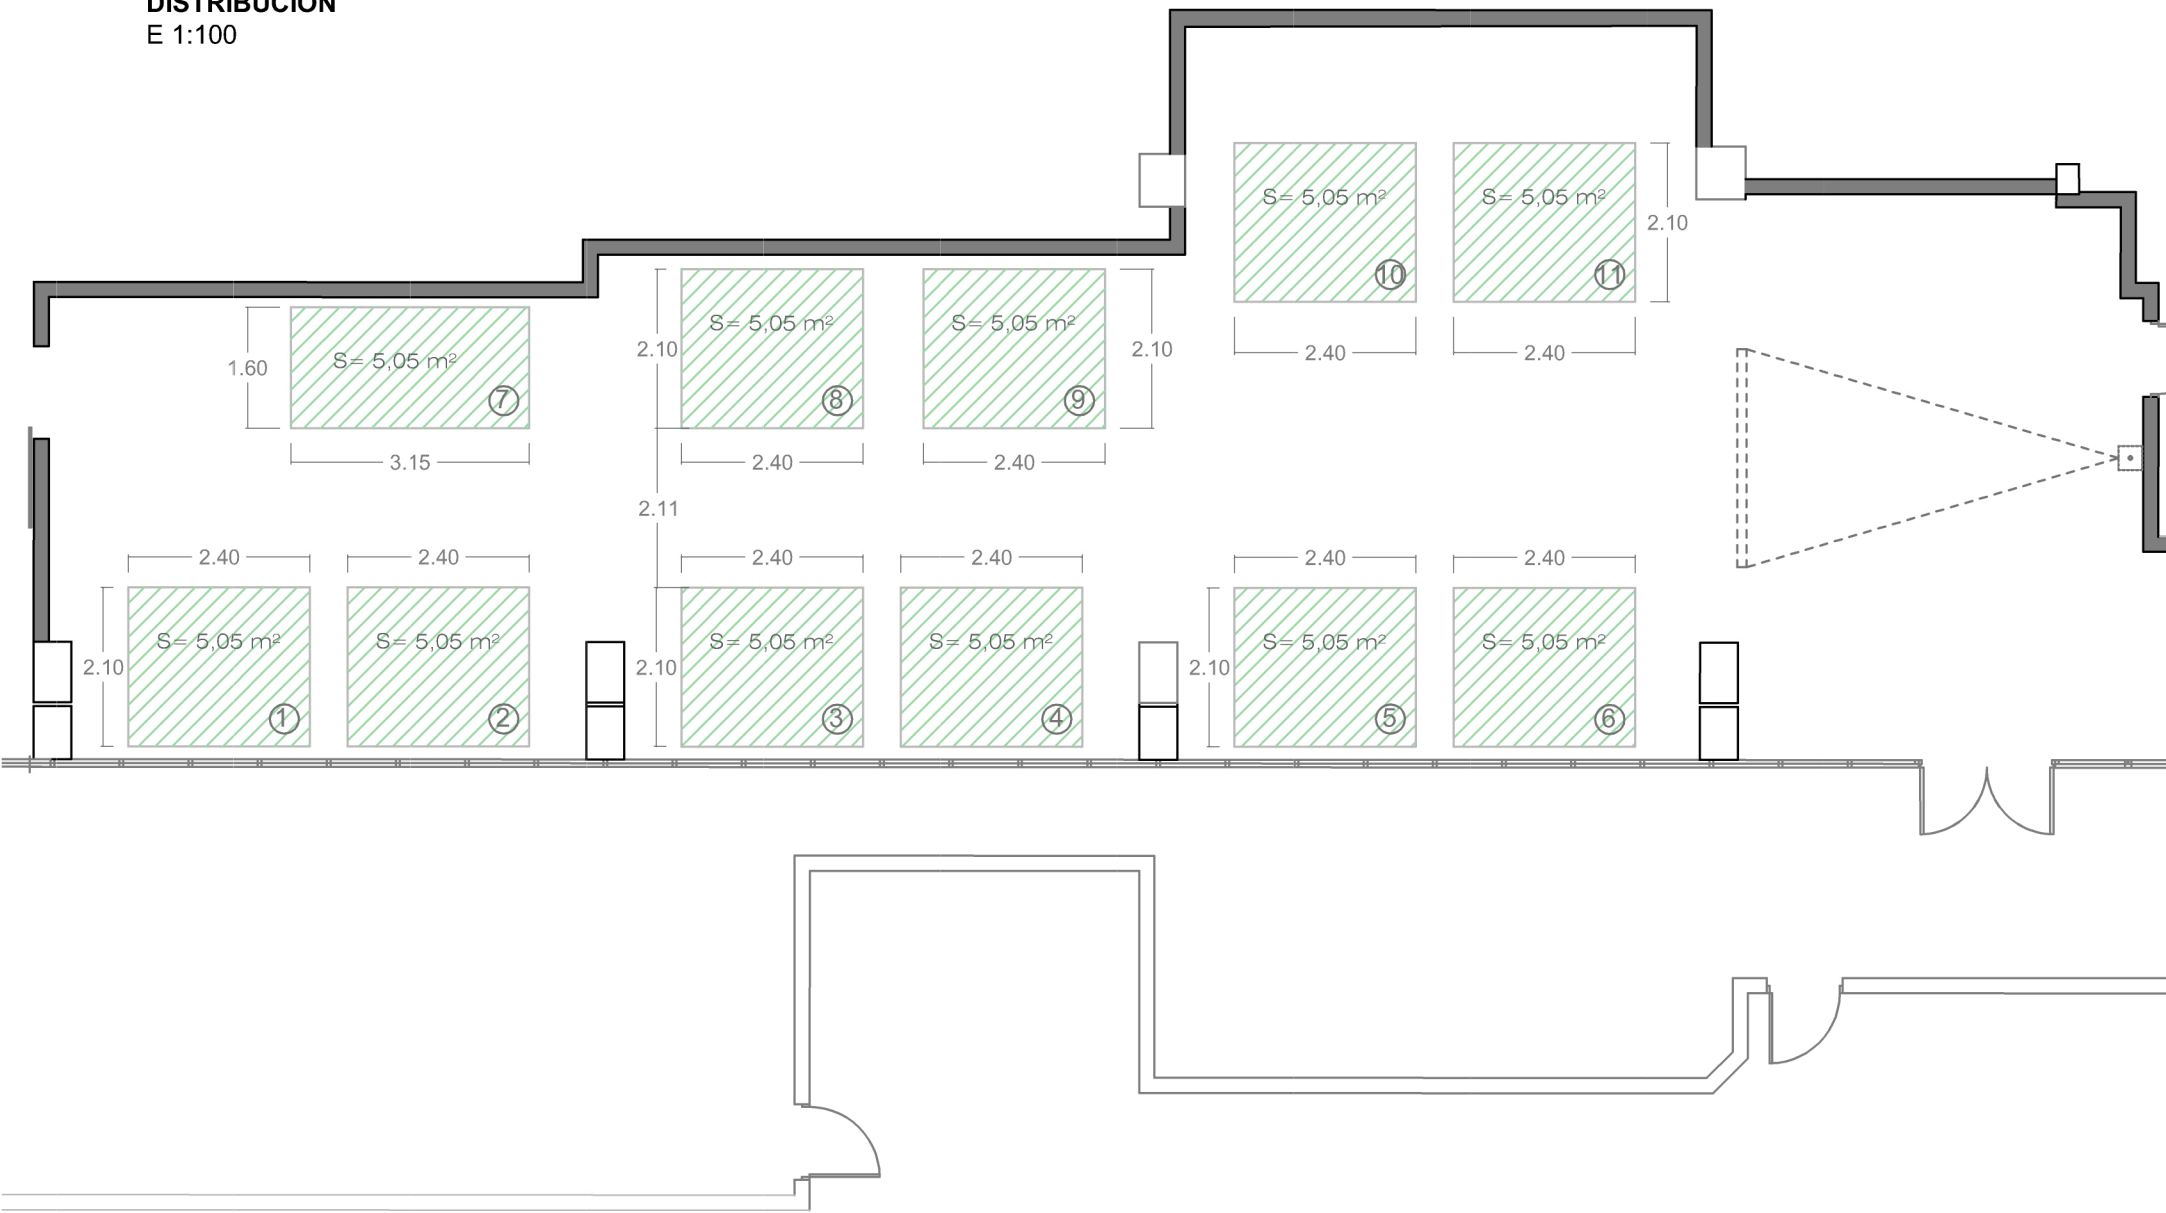 DISTRIBUCIÓN
E 1:100
S= 5,05 m²
10
S= 5,05 m²
11
2.10
2.40
2.40
1.60
S= 5,05 m²
7
3.15
2.10
S= 5,05 m²
8
2.40
S= 5,05 m²
9
2.10
2.40
2.11
2.40
2.40
2.40
2.40
2.40
2.40
2.10
S= 5,05 m²
1
S= 5,05 m²
2
2.10
S= 5,05 m²
3
S= 5,05 m²
4
2.10
S= 5,05 m²
5
S= 5,05 m²
6